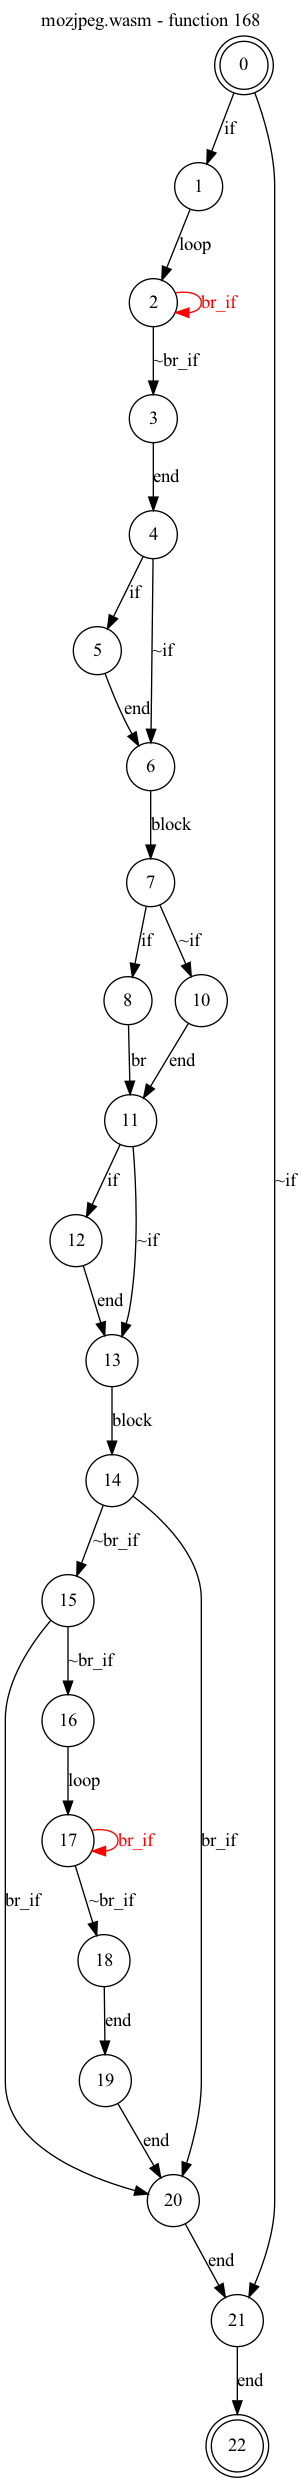 mozjpeg.wasm - function 168
0
if
1
loop
2
br_if
~br_if
3
end
4
if
5
~if
end
6
block
7
if
~if
8
10
br
end
11
if
12
~if
~if
end
13
block
14
~br_if
15
~br_if
16
loop
17
br_if
br_if
br_if
~br_if
18
end
19
end
20
end
21
end
22